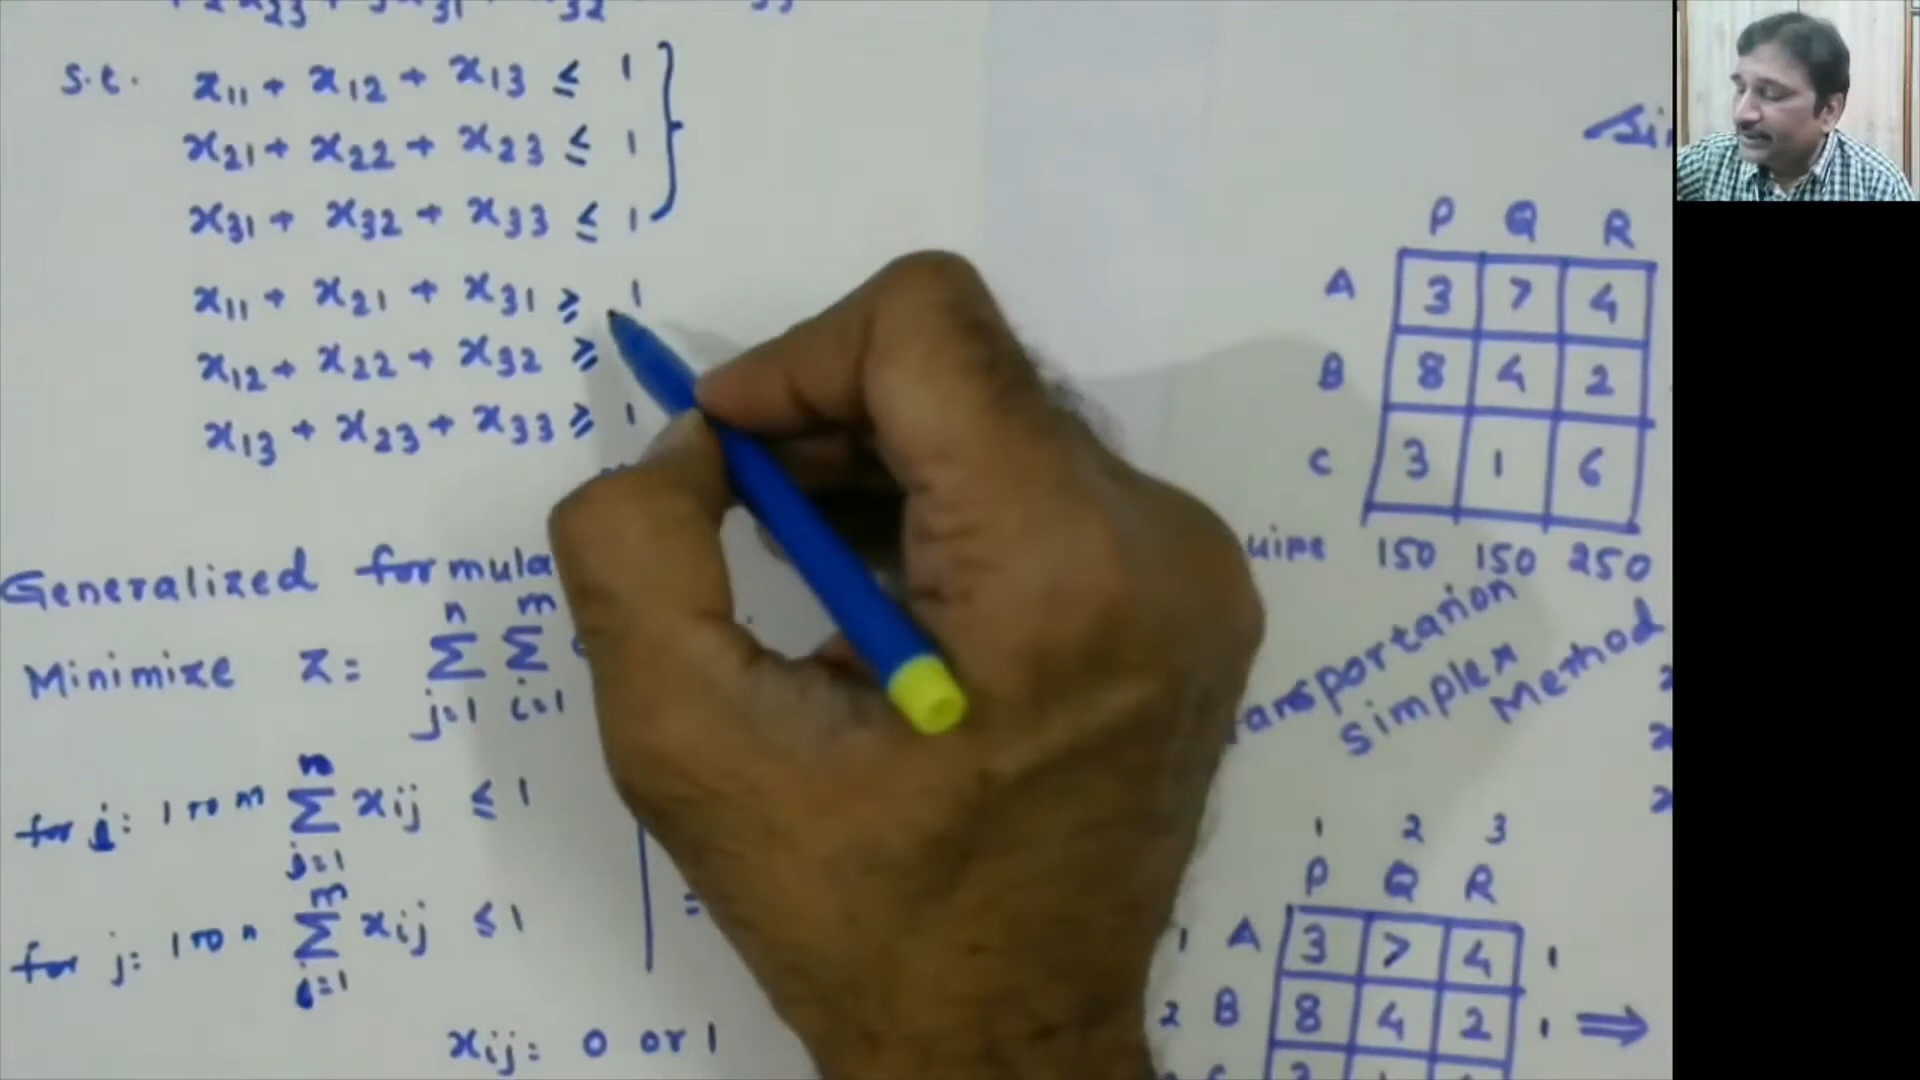 s.t. x11 + x12 + x13 ≤ 1
x21 + x22 + x23 ≤ 1
x31 + x32 + x33 ≤ 1
x11 + x21 + x31 ≥ 1
x12 + x22 + x32 ≥
x13 + x23 + x33 ≥ 1
Generalized formula
Minimize Z = n Σ j=1 m Σ i=1
for i: 1 to m n Σ j=1 xij ≤ 1
for j: 1 to n m Σ i=1 xij ≤ 1
xij = 0 or 1
P Q R
A 3 7 4
B 8 4 2
C 3 1 6
150 150 250
Simplex
Method
1 2 3
P Q R
1 A 3 7 4 1
2 B 8 4 2 1 ⇒